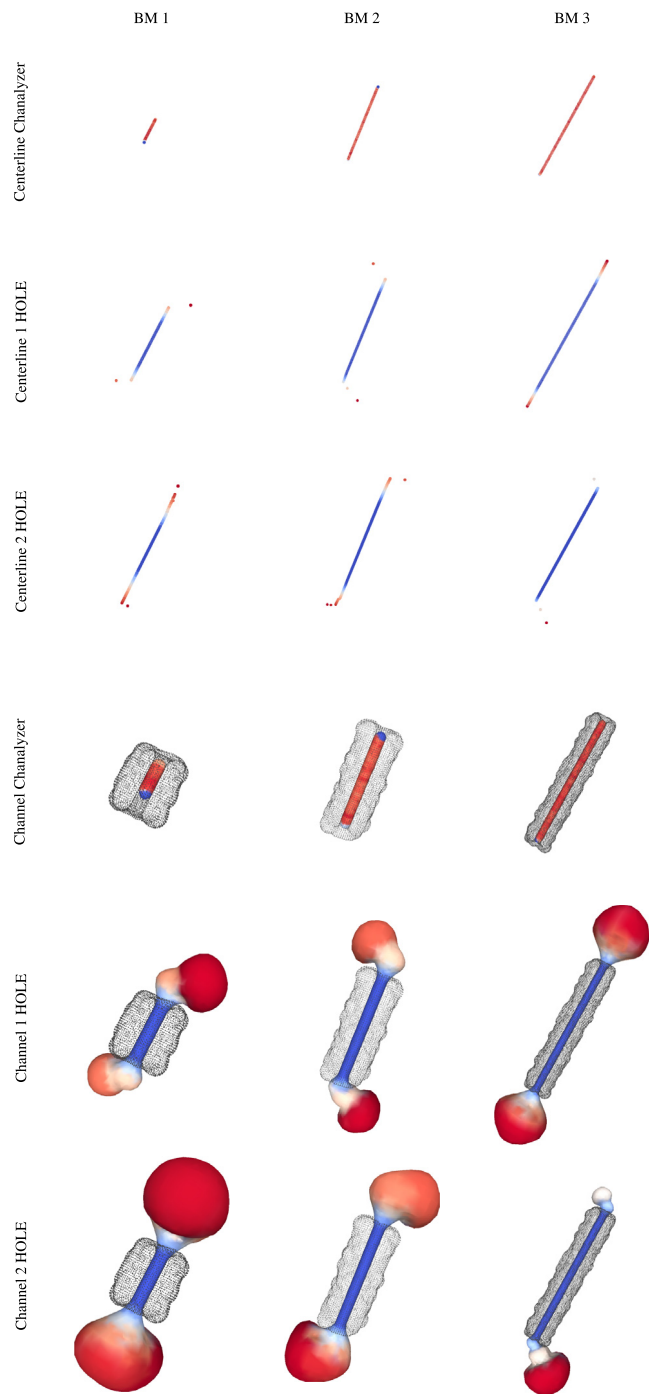 BM 1
BM 2
BM 3
Centerline Chanalyzer
Centerline 1 HOLE
Centerline 2 HOLE
Channel Chanalyzer
Channel 1 HOLE
Channel 2 HOLE